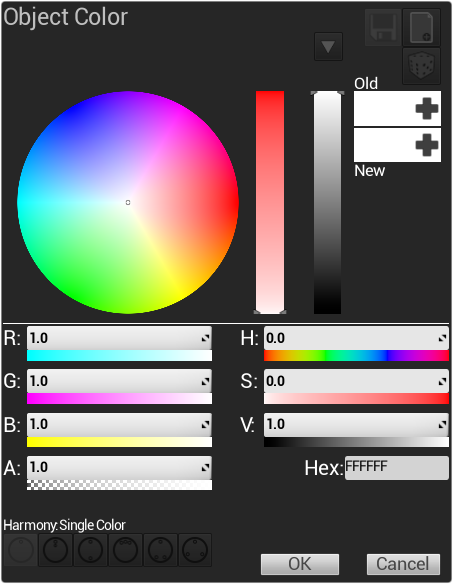 Object Color
Old
New
R: 1.0 H: 0.0
G: 1.0 S: 0.0
B: 1.0 V: 1.0
A: 1.0 Hex: FFFFFF
Harmony:Single Color
OK Cancel